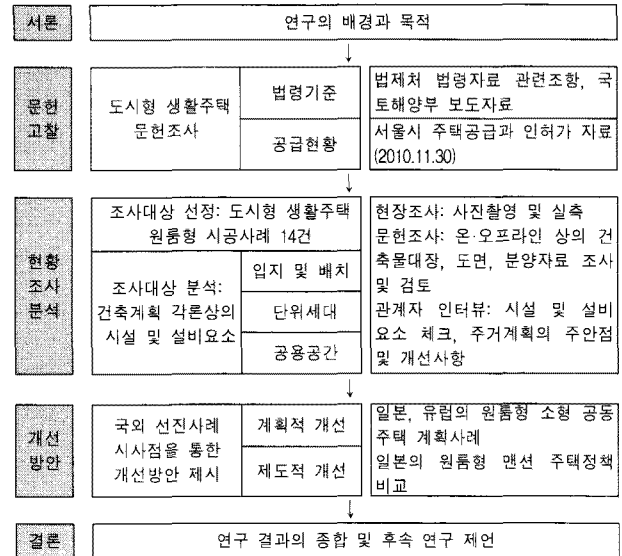 서론
연구의 배경과 목적
문헌
고찰
도시형 생활주택
문헌조사
법령기준
공급현황
법제처 법령자료 관련조항, 국
토해양부 보도자료
서울시 주택공급과 인허가 자료
(2010.11.30)
현황
조사
분석
조사대상 선정: 도시형 생활주택
원룸형 시공사례 14건
조사대상 분석:
건축계획 각론상의
시설 및 설비요소
입지 및 배치
단위세대
공용공간
현장조사: 사진촬영 및 실측
문헌조사: 온·오프라인 상의 건
축물대장, 도면, 분양자료 조사
및 검토
관계자 인터뷰: 시설 및 설비
요소 체크, 주거계획의 주안점
및 개선사항
개선
방안
국외 선진사례
시사점을 통한
개선방안 제시
계획적 개선
제도적 개선
일본, 유럽의 원룸형 소형 공동
주택 계획사례
일본의 원룸형 맨션 주택정책
비교
결론
연구 결과의 종합 및 후속 연구 제언